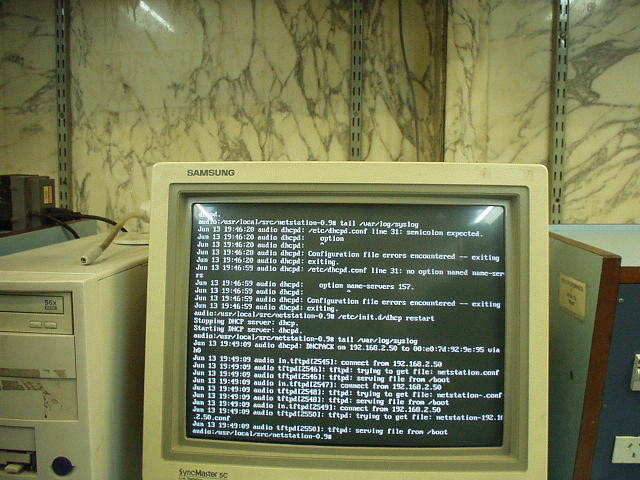 SAMSUNG
dhcpd.
audio:/usr/local/src/netstation-0.9# tail /var/log/syslog
Jun 13 19:46:20 audio dhcpd: /etc/dhcpd.conf line 31: semicolon expected.
Jun 13 19:46:20 audio dhcpd:     option
Jun 13 19:46:20 audio dhcpd:     ^
Jun 13 19:46:20 audio dhcpd: Configuration file errors encountered -- exiting
Jun 13 19:46:20 audio dhcpd: exiting.
Jun 13 19:46:59 audio dhcpd: /etc/dhcpd.conf line 31: no option named name-serv
rs
Jun 13 19:46:59 audio dhcpd:     option name-servers 157.
Jun 13 19:46:59 audio dhcpd:     ^
Jun 13 19:46:59 audio dhcpd: Configuration file errors encountered -- exiting
Jun 13 19:46:59 audio dhcpd: exiting.
audio:/usr/local/src/netstation-0.9# /etc/init.d/dhcp restart
Stopping DHCP server: dhcp.
Starting DHCP server: dhcpd.
audio:/usr/local/src/netstation-0.9# tail /var/log/syslog
Jun 13 19:49:09 audio dhcpd: DHCPACK on 192.168.2.50 to 00:e0:7d:92:9e:95 via
h0
Jun 13 19:49:09 audio in.tftpd[2545]: connect from 192.168.2.50
Jun 13 19:49:09 audio tftpd[2546]: tftpd: trying to get file: netstation.conf
Jun 13 19:49:09 audio tftpd[2546]: tftpd: serving file from /boot
Jun 13 19:49:09 audio in.tftpd[2547]: connect from 192.168.2.50
Jun 13 19:49:09 audio tftpd[2548]: tftpd: trying to get file: netstation-.conf
Jun 13 19:49:09 audio tftpd[2548]: tftpd: serving file from /boot
Jun 13 19:49:09 audio in.tftpd[2549]: connect from 192.168.2.50
Jun 13 19:49:09 audio tftpd[2550]: tftpd: trying to get file: netstation-192.16
.2.50.conf
Jun 13 19:49:09 audio tftpd[2550]: tftpd: serving file from /boot
audio:/usr/local/src/netstation-0.9#
SyncMaster 5C
56x